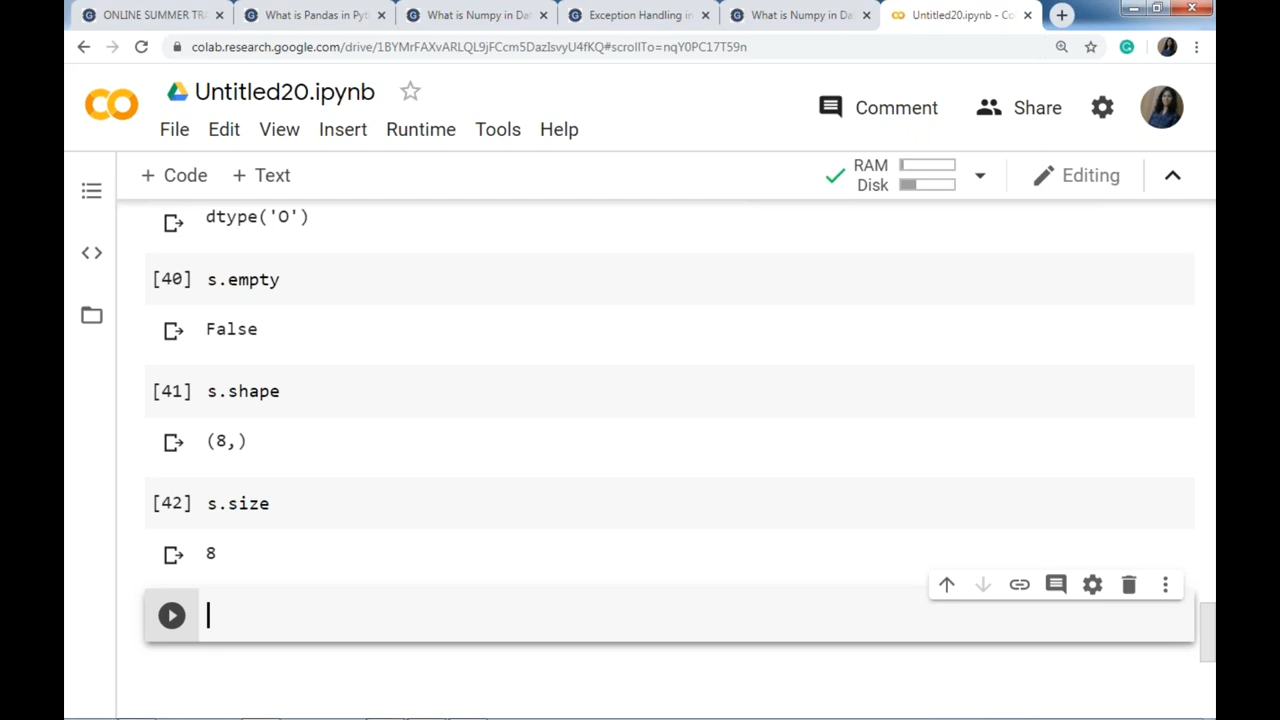 ONLINE SUMMER TRA
What is Pandas in Pyt
What is Numpy in Da
Exception Handling in
What is Numpy in Da
Untitled20.ipynb - Co
colab.research.google.com/drive/1BYMrFAXvARLQL9jFCcm5DazIsvyU4fKQ#scrollTo=nqY0PC17T59n
Untitled20.ipynb
File Edit View Insert Runtime Tools Help
Comment Share
+ Code + Text
RAM
Disk
Editing
dtype('O')
[40] s.empty
False
[41] s.shape
(8,)
[42] s.size
8